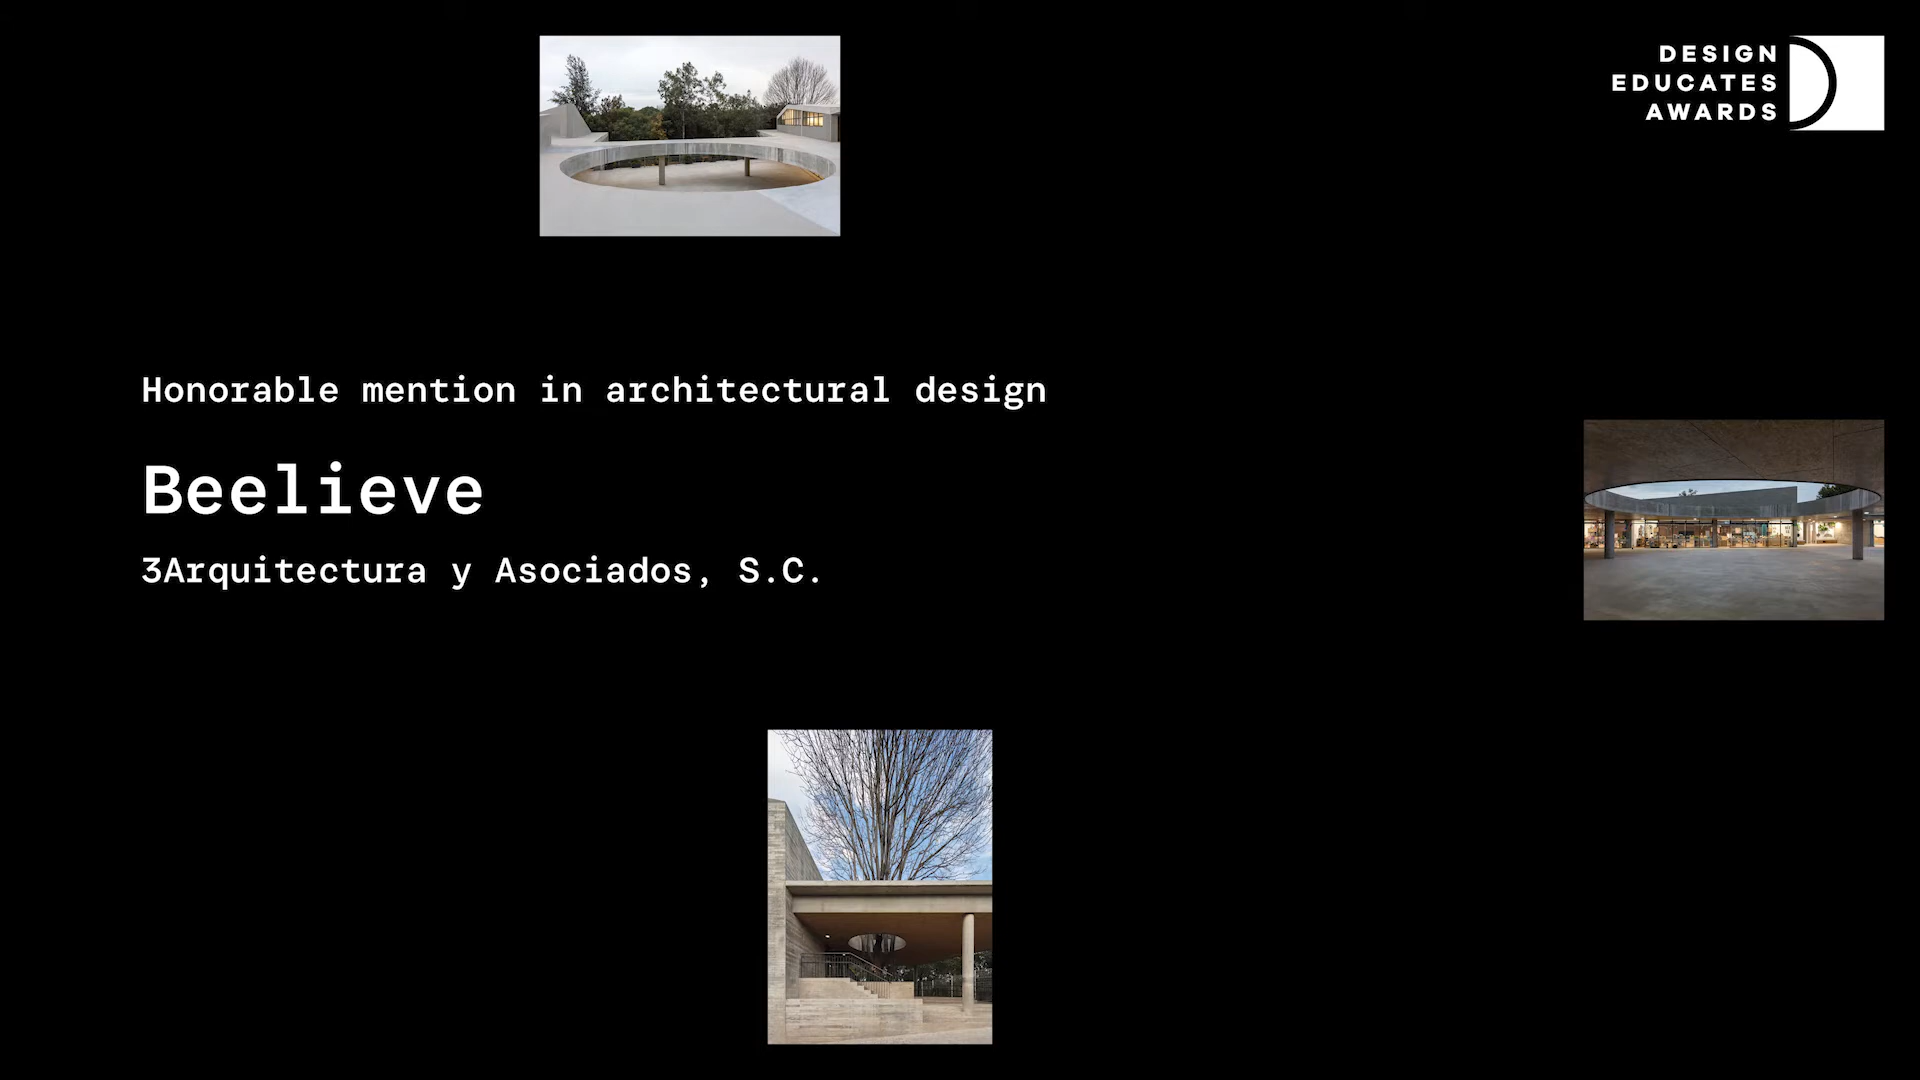 DESIGN
EDUCATES
AWARDS
Honorable mention in architectural design
Beelieve
3Arquitectura y Asociados, S.C.